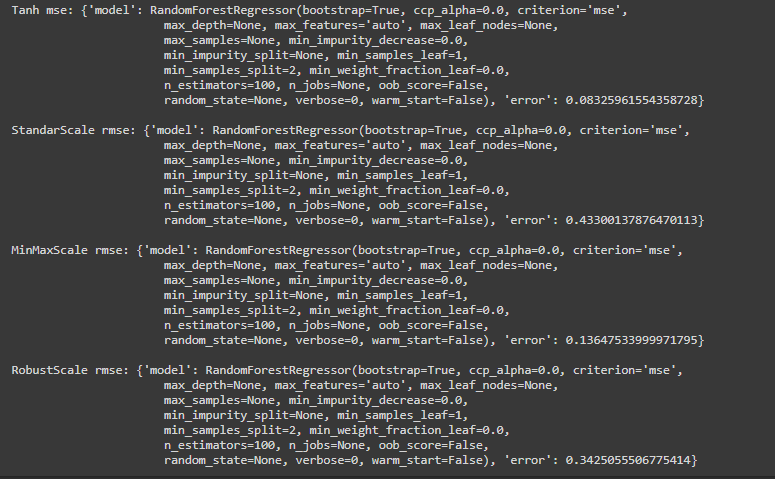 Tanh mse: {'model': RandomForestRegressor(bootstrap=True, ccp_alpha=0.0, criterion='mse',
max_depth=None, max_features='auto', max_leaf_nodes=None,
max_samples=None, min_impurity_decrease=0.0,
min_impurity_split=None, min_samples_leaf=1,
min_samples_split=2, min_weight_fraction_leaf=0.0,
n_estimators=100, n_jobs=None, oob_score=False,
random_state=None, verbose=0, warm_start=False), 'error': 0.08325961554358728}
StandarScale rmse: {'model': RandomForestRegressor(bootstrap=True, ccp_alpha=0.0, criterion='mse',
max_depth=None, max_features='auto', max_leaf_nodes=None,
max_samples=None, min_impurity_decrease=0.0,
min_impurity_split=None, min_samples_leaf=1,
min_samples_split=2, min_weight_fraction_leaf=0.0,
n_estimators=100, n_jobs=None, oob_score=False,
random_state=None, verbose=0, warm_start=False), 'error': 0.43300137876470113}
MinMaxScale rmse: {'model': RandomForestRegressor(bootstrap=True, ccp_alpha=0.0, criterion='mse',
max_depth=None, max_features='auto', max_leaf_nodes=None,
max_samples=None, min_impurity_decrease=0.0,
min_impurity_split=None, min_samples_leaf=1,
min_samples_split=2, min_weight_fraction_leaf=0.0,
n_estimators=100, n_jobs=None, oob_score=False,
random_state=None, verbose=0, warm_start=False), 'error': 0.13647533999971795}
RobustScale rmse: {'model': RandomForestRegressor(bootstrap=True, ccp_alpha=0.0, criterion='mse',
max_depth=None, max_features='auto', max_leaf_nodes=None,
max_samples=None, min_impurity_decrease=0.0,
min_impurity_split=None, min_samples_leaf=1,
min_samples_split=2, min_weight_fraction_leaf=0.0,
n_estimators=100, n_jobs=None, oob_score=False,
random_state=None, verbose=0, warm_start=False), 'error': 0.3425055506775414}